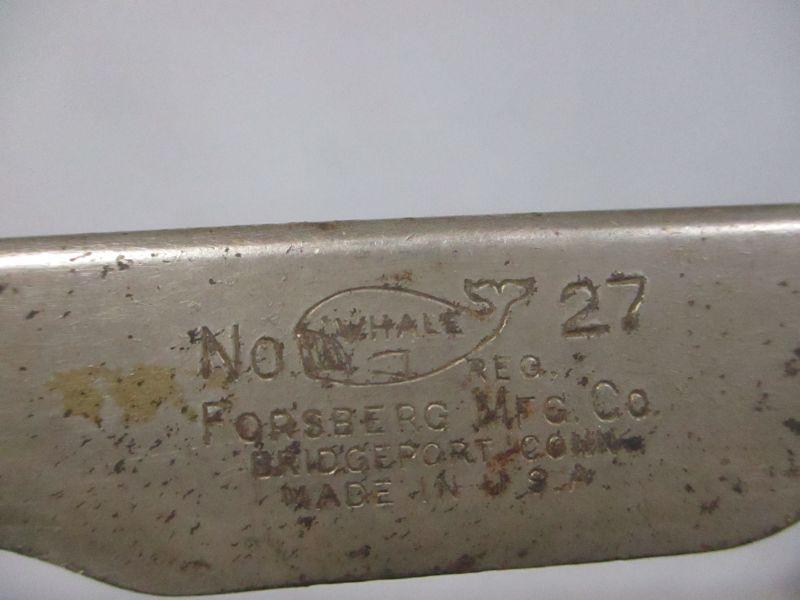 No WHALE 27
REG.
FORSBERG MFG. CO
BRIDGEPORT CONN
MADE IN U S A